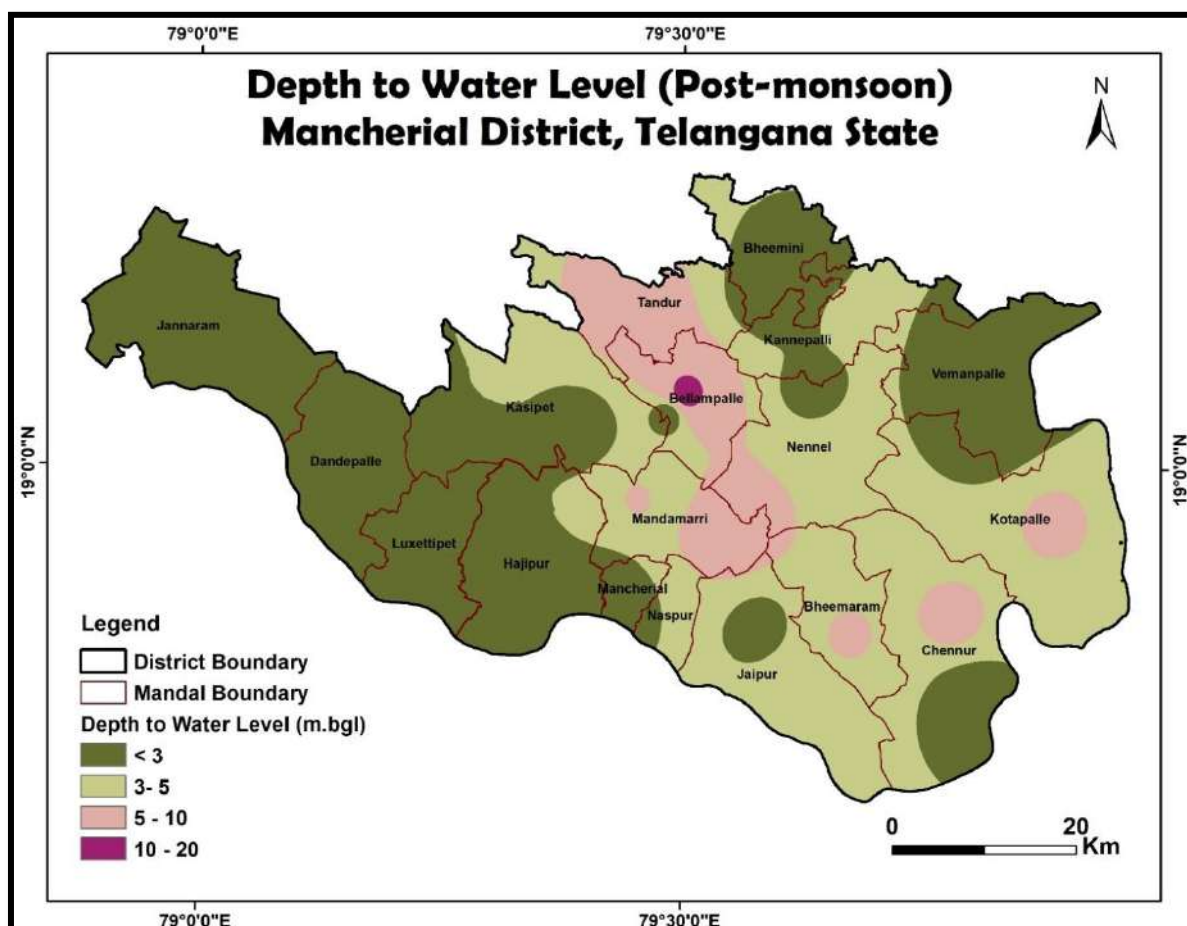 79°0'0"E 79°30'0"E
Depth to Water Level (Post-monsoon)
Mancherial District, Telangana State
N
Bheemini
Jannaram
Tandur
Kannepalli
Vemanpalle
Bellampalle
Kasipet
Nennel
Dandepalle
19°0'0"N
19°0'0"N
Mandamarri
Kotapalle
Luxettipet
Hajipur
Mancherial
Naspur
Bheemaram
Chennur
Jaipur
Legend
District Boundary
Mandal Boundary
Depth to Water Level (m.bgl)
< 3
3- 5
5 - 10
10 - 20
0 20
Km
79°0'0"E 79°30'0"E